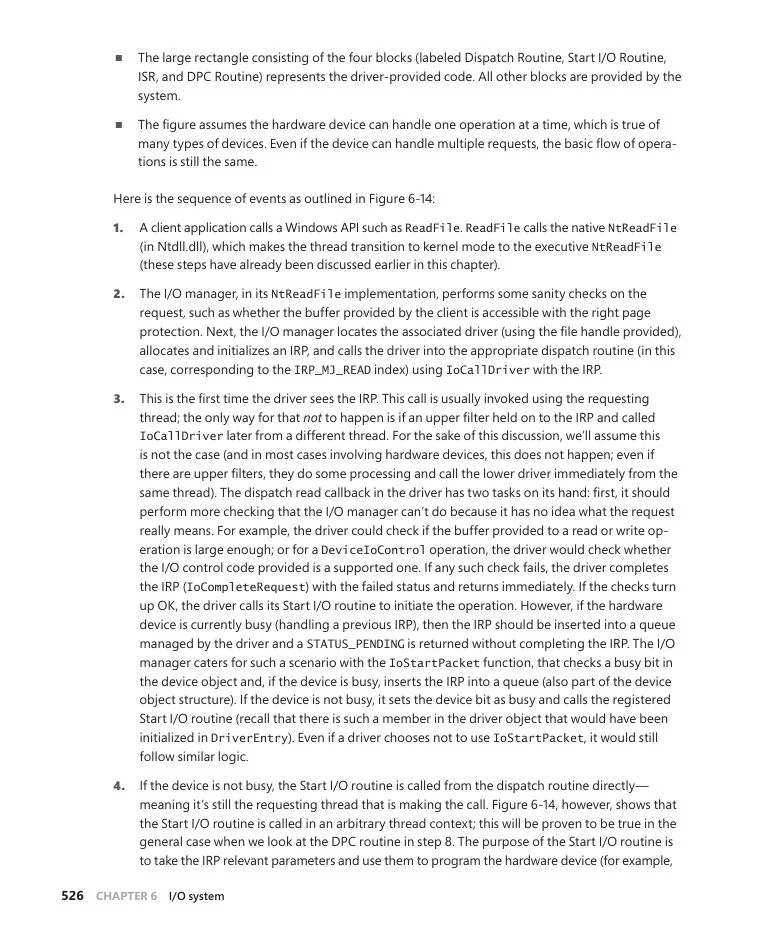 ■ The large rectangle consisting of the four blocks (labeled Dispatch Routine, Start I/O Routine,
ISR, and DPC Routine) represents the driver-provided code. All other blocks are provided by the
system.
■ The figure assumes the hardware device can handle one operation at a time, which is true of
many types of devices. Even if the device can handle multiple requests, the basic flow of opera-
tions is still the same.
Here is the sequence of events as outlined in Figure 6-14:
1. A client application calls a Windows API such as ReadFile. ReadFile calls the native NtReadFile
(in Ntdll.dll), which makes the thread transition to kernel mode to the executive NtReadFile
(these steps have already been discussed earlier in this chapter).
2. The I/O manager, in its NtReadFile implementation, performs some sanity checks on the
request, such as whether the buffer provided by the client is accessible with the right page
protection. Next, the I/O manager locates the associated driver (using the file handle provided),
allocates and initializes an IRP, and calls the driver into the appropriate dispatch routine (in this
case, corresponding to the IRP_MJ_READ index) using IoCallDriver with the IRP.
3. This is the first time the driver sees the IRP. This call is usually invoked using the requesting
thread; the only way for that not to happen is if an upper filter held on to the IRP and called
IoCallDriver later from a different thread. For the sake of this discussion, we'll assume this
is not the case (and in most cases involving hardware devices, this does not happen; even if
there are upper filters, they do some processing and call the lower driver immediately from the
same thread). The dispatch read callback in the driver has two tasks on its hand: first, it should
perform more checking that the I/O manager can't do because it has no idea what the request
really means. For example, the driver could check if the buffer provided to a read or write op-
eration is large enough; or for a DeviceIoControl operation, the driver would check whether
the I/O control code provided is a supported one. If any such check fails, the driver completes
the IRP (IoCompleteRequest) with the failed status and returns immediately. If the checks turn
up OK, the driver calls its Start I/O routine to initiate the operation. However, if the hardware
device is currently busy (handling a previous IRP), then the IRP should be inserted into a queue
managed by the driver and a STATUS_PENDING is returned without completing the IRP. The I/O
manager caters for such a scenario with the IoStartPacket function, that checks a busy bit in
the device object and, if the device is busy, inserts the IRP into a queue (also part of the device
object structure). If the device is not busy, it sets the device bit as busy and calls the registered
Start I/O routine (recall that there is such a member in the driver object that would have been
initialized in DriverEntry). Even if a driver chooses not to use IoStartPacket, it would still
follow similar logic.
4. If the device is not busy, the Start I/O routine is called from the dispatch routine directly—
meaning it's still the requesting thread that is making the call. Figure 6-14, however, shows that
the Start I/O routine is called in an arbitrary thread context; this will be proven to be true in the
general case when we look at the DPC routine in step 8. The purpose of the Start I/O routine is
to take the IRP relevant parameters and use them to program the hardware device (for example,
526 CHAPTER 6 I/O system